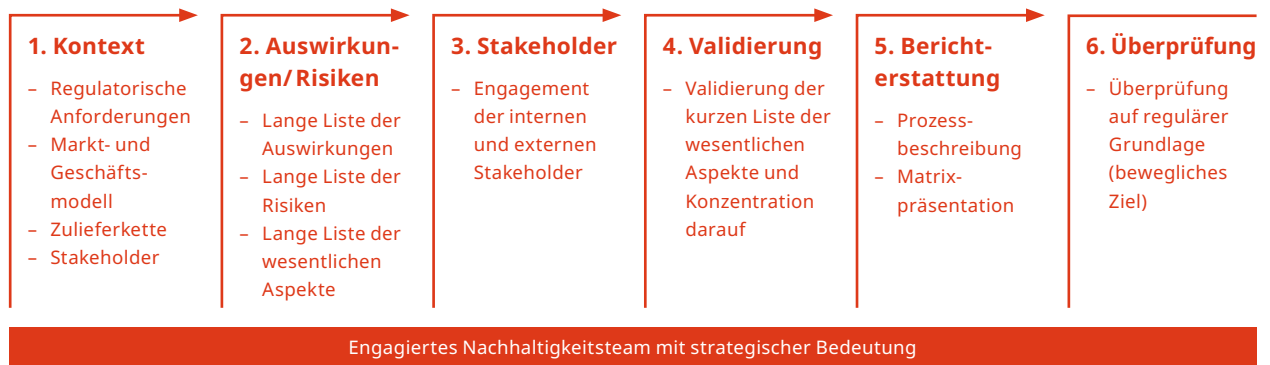 1. Kontext
– Regulatorische
Anforderungen
– Markt- und
Geschäfts-
modell
– Zulieferkette
– Stakeholder
2. Auswirkun-
gen/Risiken
– Lange Liste der
Auswirkungen
– Lange Liste der
Risiken
– Lange Liste der
wesentlichen
Aspekte
3. Stakeholder
– Engagement
der internen
und externen
Stakeholder
4. Validierung
– Validierung der
kurzen Liste der
wesentlichen
Aspekte und
Konzentration
darauf
5. Bericht-
erstattung
– Prozess-
beschreibung
– Matrix-
präsentation
6. Überprüfung
– Überprüfung
auf regulärer
Grundlage
(bewegliches
Ziel)
Engagiertes Nachhaltigkeitsteam mit strategischer Bedeutung